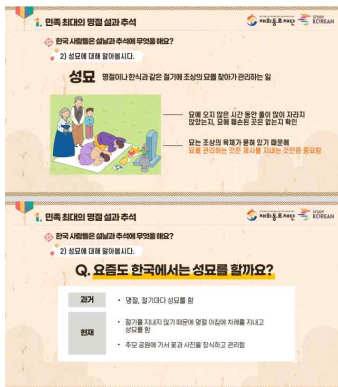 1. 민족 최대의 명절 설과 추석
재외동포재단 STUDY KOREAN
한국 사람들은 설날과 추석에 무엇을 해요?
2) 성묘에 대해 알아봅시다.
성묘 명절이나 한식과 같은 절기에 조상의 묘를 찾아가 관리하는 일
묘에 오지 않은 시간 동안 풀이 많이 자라지
않았는지, 묘에 훼손된 곳은 없는지 확인
묘는 조상의 육체가 묻혀 있기 때문에
묘를 관리하는 것은 제사를 지내는 것만큼 중요함
1. 민족 최대의 명절 설과 추석
재외동포재단 STUDY KOREAN
한국 사람들은 설날과 추석에 무엇을 해요?
2) 성묘에 대해 알아봅시다.
Q. 요즘도 한국에서는 성묘를 할까요?
과거 • 명절, 절기마다 성묘를 함
현재 • 절기를 지내지 않기 때문에 명절 아침에 차례를 지내고
성묘를 함
• 추모 공원에 가서 꽃과 사진을 장식하고 관리함